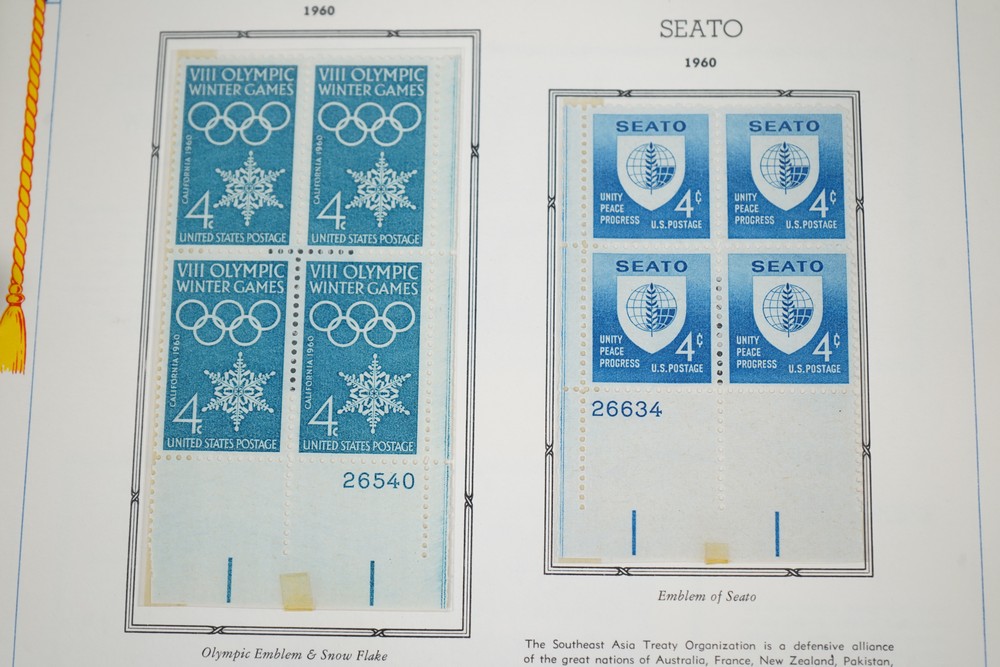 1960
VIII OLYMPIC
WINTER GAMES
CALIFORNIA 1960
4c
UNITED STATES POSTAGE
VIII OLYMPIC
WINTER GAMES
CALIFORNIA 1960
4c
UNITED STATES POSTAGE
VIII OLYMPIC
WINTER GAMES
CALIFORNIA 1960
4c
UNITED STATES POSTAGE
VIII OLYMPIC
WINTER GAMES
CALIFORNIA 1960
4c
UNITED STATES POSTAGE
26540
Olympic Emblem & Snow Flake
SEATO
1960
SEATO
UNITY
PEACE
PROGRESS
4¢
U.S. POSTAGE
SEATO
UNITY
PEACE
PROGRESS
4¢
U.S. POSTAGE
SEATO
UNITY
PEACE
PROGRESS
4¢
U.S. POSTAGE
SEATO
UNITY
PEACE
PROGRESS
4¢
U.S. POSTAGE
26634
Emblem of Seato
The Southeast Asia Treaty Organization is a defensive alliance
of the great nations of Australia, France, New Zealand, Pakistan,